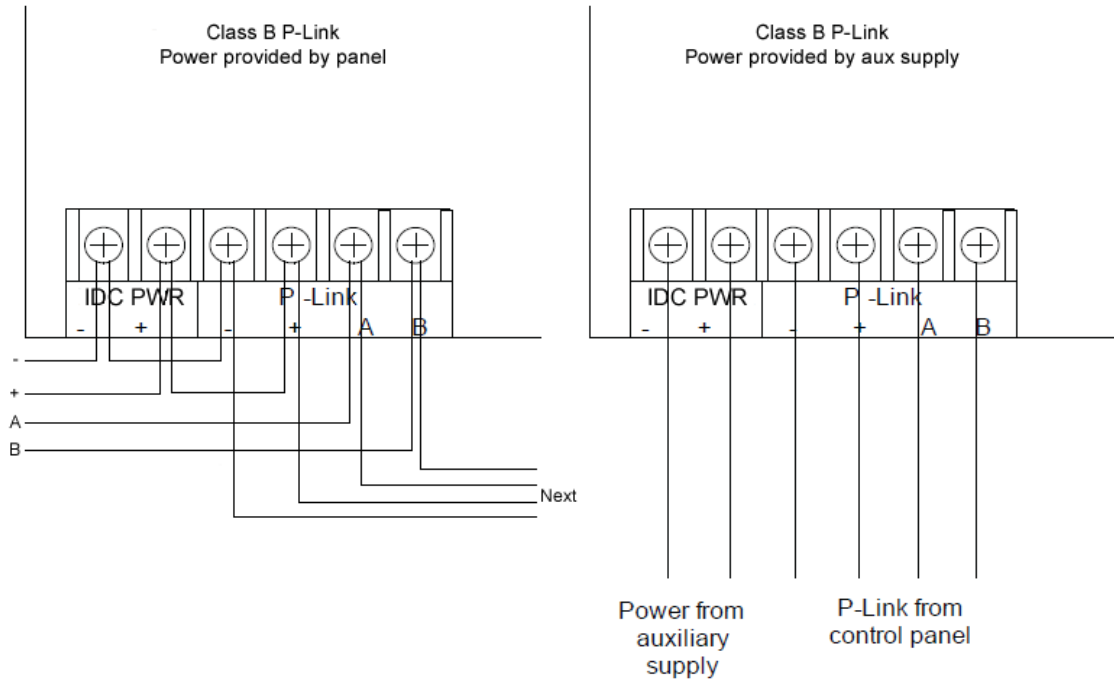 Class B P-Link
Power provided by panel
IDC PWR P -Link
- + - + A B
-
+
A
B
Next
Class B P-Link
Power provided by aux supply
IDC PWR P -Link
- + - + A B
Power from
auxiliary
supply
P-Link from
control panel